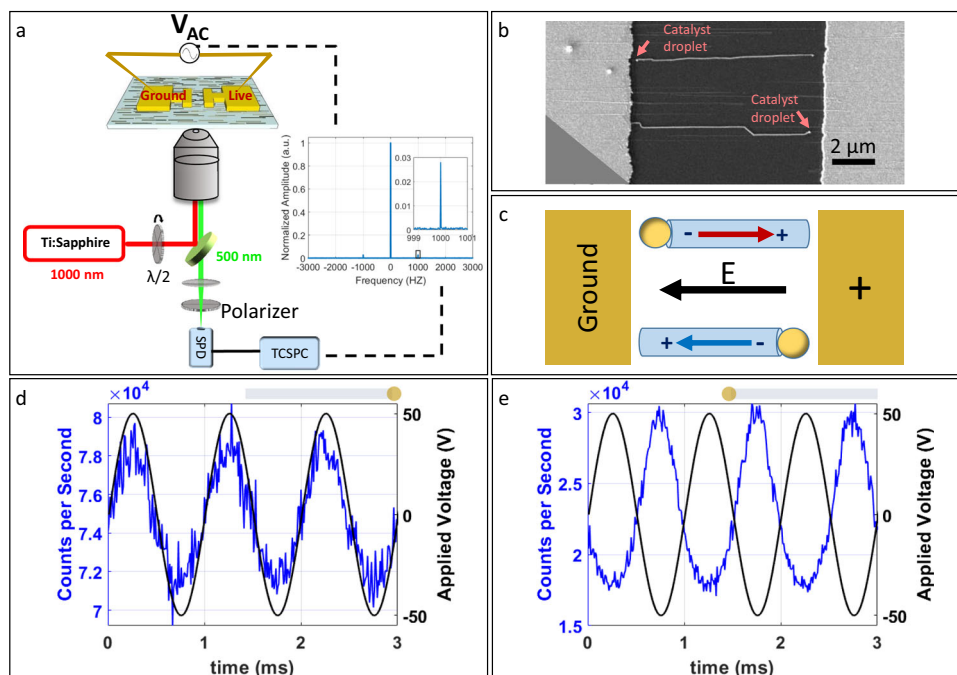 a
V_AC
Ground
Live
Ti:Sapphire
1000 nm
λ/2
500 nm
Polarizer
SPD
TCSPC
Normalized Amplitude (a.u.)
1
0.8
0.6
0.4
0.2
0
-3000 -2000 -1000 0 1000 2000 3000
Frequency (HZ)
0.03
0.02
0.01
0
999 1000 1001
b
Catalyst
droplet
Catalyst
droplet
2 μm
c
Ground
- +
E
+ -
+
d
×10⁴
Counts per Second
8
7.8
7.6
7.4
7.2
7
0 1 2 3
time (ms)
50
0
-50
Applied Voltage (V)
e
×10⁴
Counts per Second
3
2.5
2
1.5
0 1 2 3
time (ms)
50
0
-50
Applied Voltage (V)